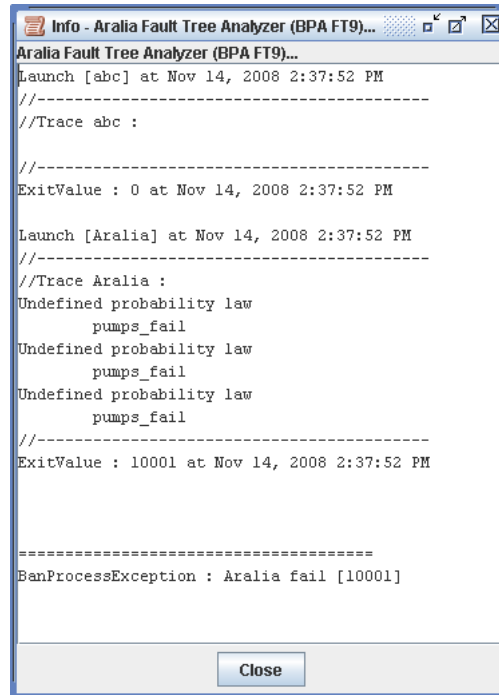 Info - Aralia Fault Tree Analyzer (BPA FT9)...
Aralia Fault Tree Analyzer (BPA FT9)...
Launch [abc] at Nov 14, 2008 2:37:52 PM
//------------------------------------------
//Trace abc :
//------------------------------------------
ExitValue : 0 at Nov 14, 2008 2:37:52 PM
Launch [Aralia] at Nov 14, 2008 2:37:52 PM
//------------------------------------------
//Trace Aralia :
Undefined probability law
pumps_fail
Undefined probability law
pumps_fail
Undefined probability law
pumps_fail
//------------------------------------------
ExitValue : 10001 at Nov 14, 2008 2:37:52 PM
======================================
BanProcessException : Aralia fail [10001]
Close